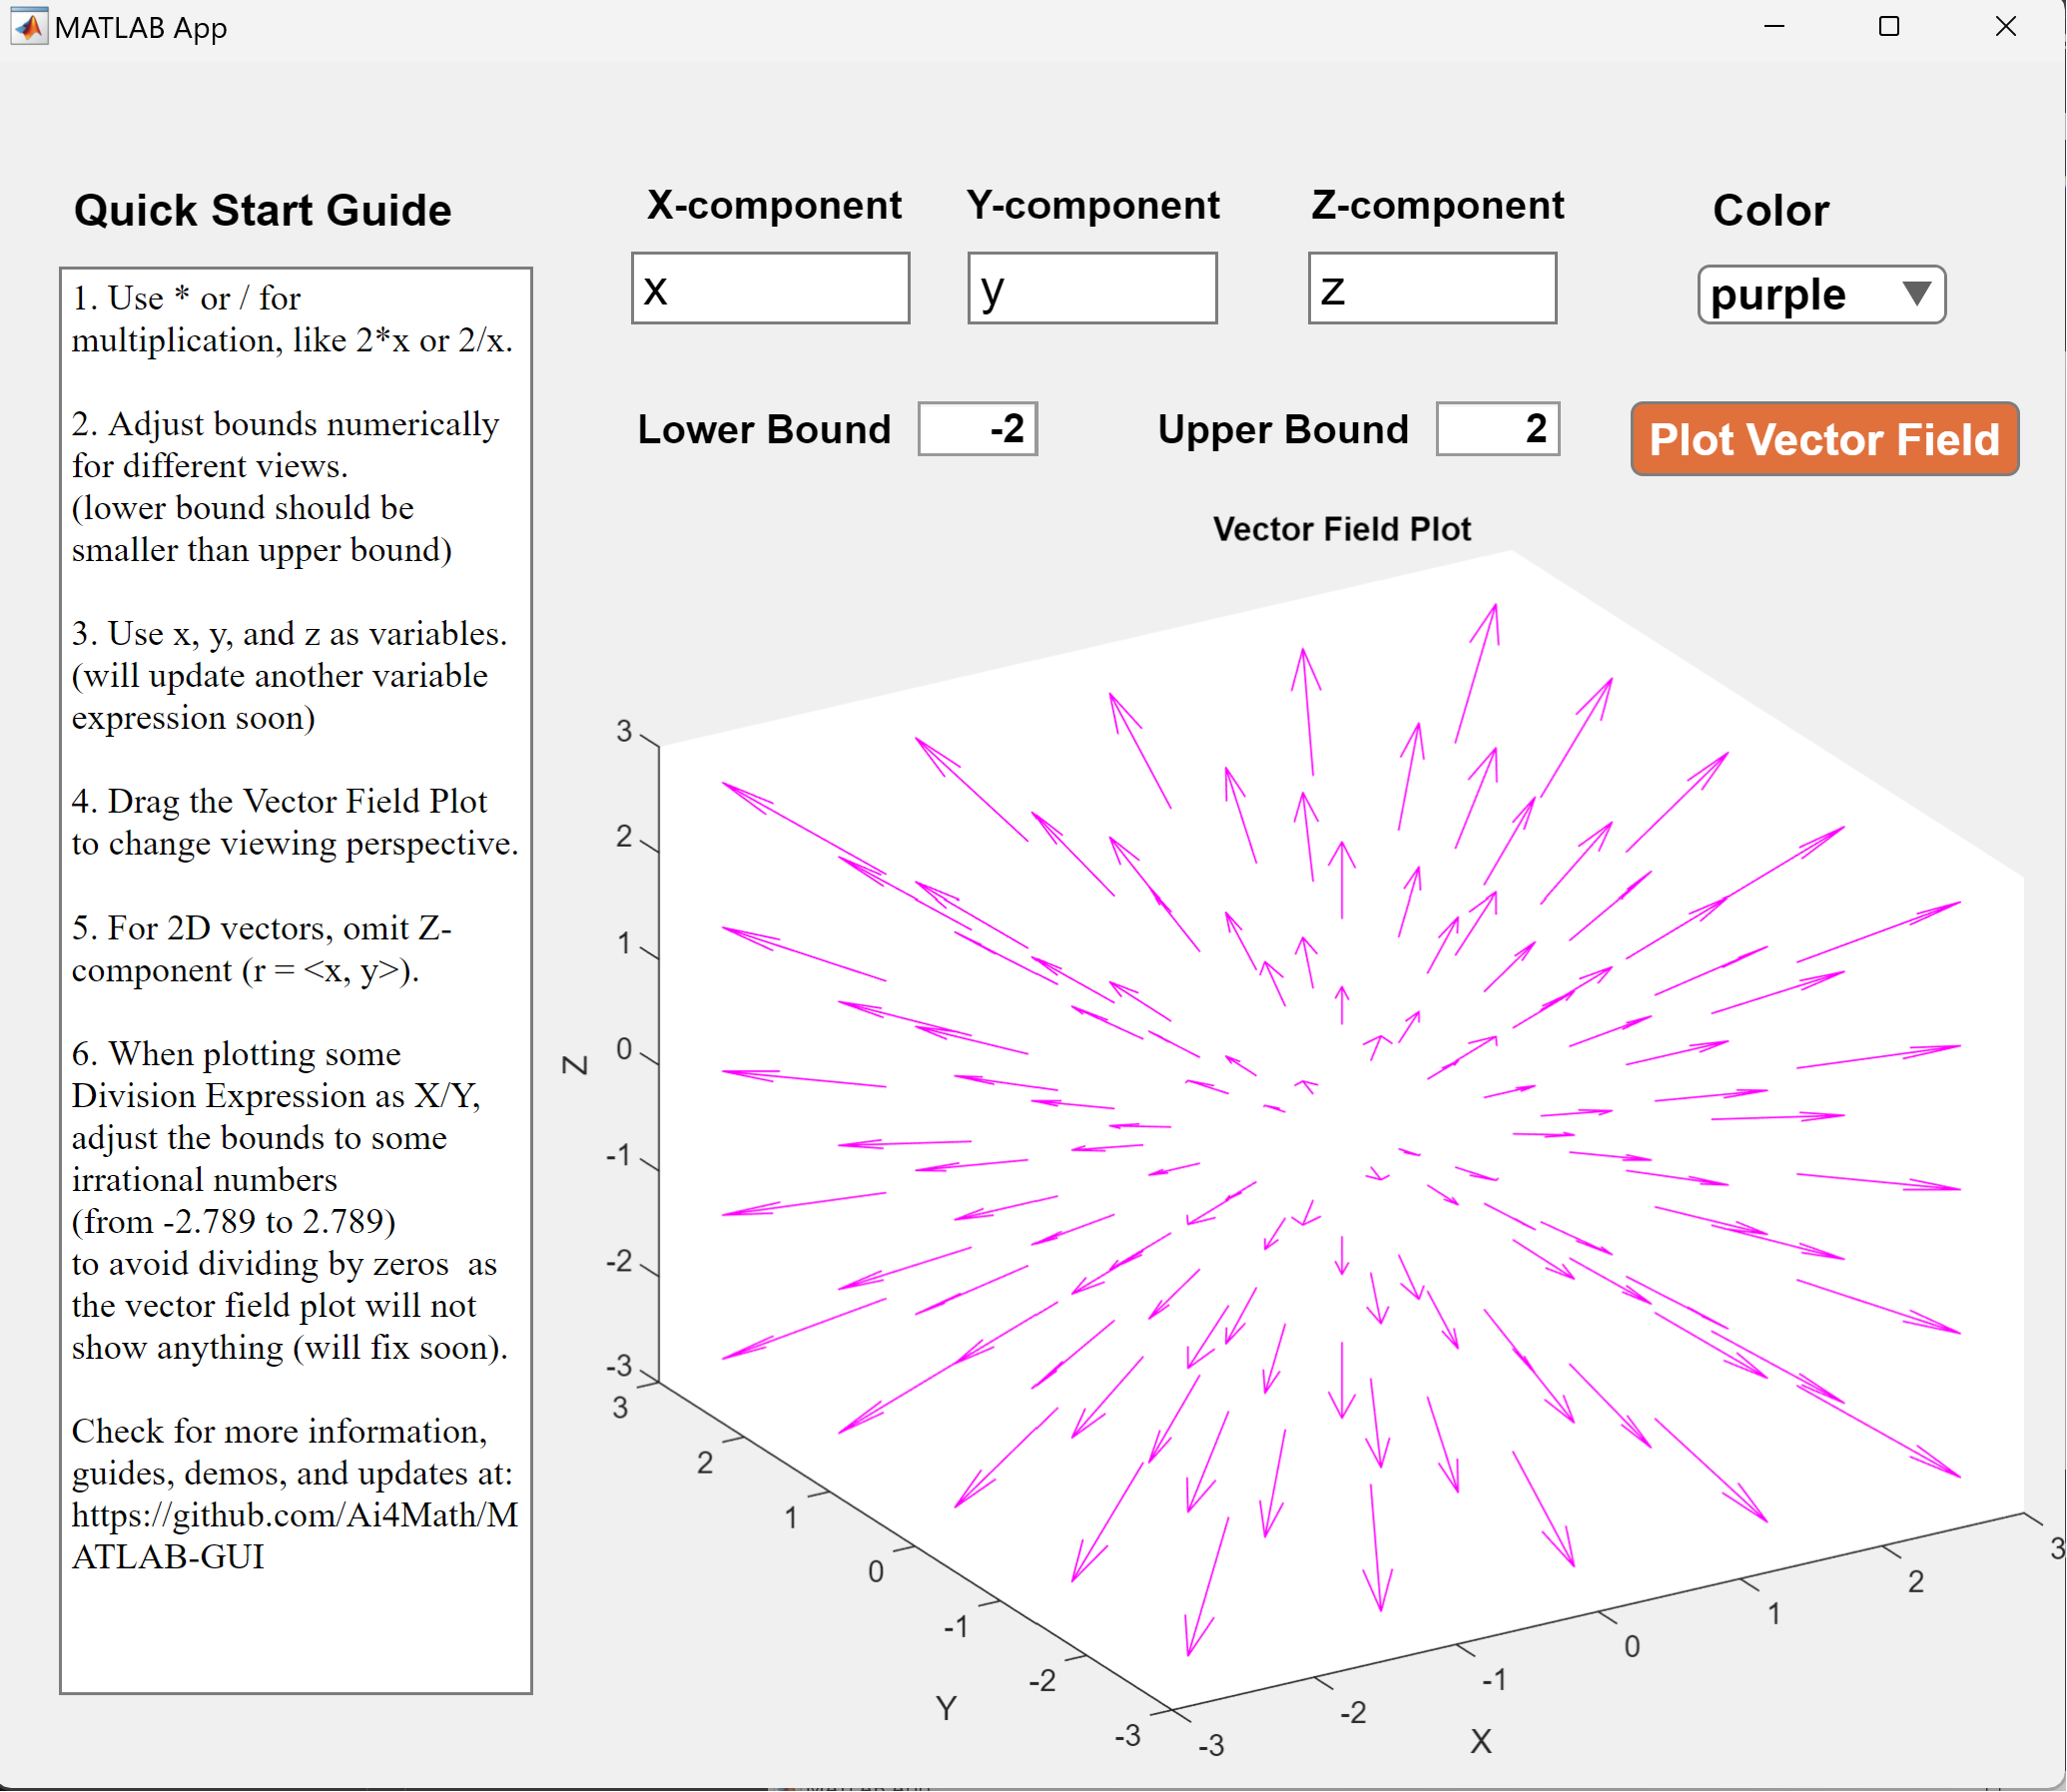 MATLAB App
Quick Start Guide
X-component
Y-component
Z-component
Color
x
y
z
purple
Lower Bound
-2
Upper Bound
2
Plot Vector Field
1. Use * or / for
multiplication, like 2*x or 2/x.
2. Adjust bounds numerically
for different views.
(lower bound should be
smaller than upper bound)
3. Use x, y, and z as variables.
(will update another variable
expression soon)
4. Drag the Vector Field Plot
to change viewing perspective.
5. For 2D vectors, omit Z-
component (r = <x, y>).
6. When plotting some
Division Expression as X/Y,
adjust the bounds to some
irrational numbers
(from -2.789 to 2.789)
to avoid dividing by zeros  as
the vector field plot will not
show anything (will fix soon).
Check for more information,
guides, demos, and updates at:
https://github.com/Ai4Math/M
ATLAB-GUI
Vector Field Plot
3
2
1
0
-1
-2
-3
Z
3
2
1
0
-1
-2
-3
Y
-3
-2
-1
0
1
2
3
X